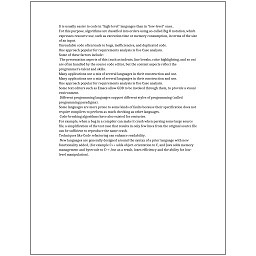 It is usually easier to code in "high-level" languages than in "low-level" ones.
For this purpose algorithms are classified into orders using so-called Big O notation, which
expresses resource use, such as execution time or memory consumption, in terms of the size
of an input.
Unreadable code often leads to bugs, inefficiencies, and duplicated code.
One approach popular for requirements analysis is Use Case analysis.
Some of these factors include:
The presentation aspects of this (such as indents, line breaks, color highlighting, and so on)
are often handled by the source code editor, but the content aspects reflect the
programmer's talent and skills.
Many applications use a mix of several languages in their construction and use.
Many applications use a mix of several languages in their construction and use.
One approach popular for requirements analysis is Use Case analysis.
Some text editors such as Emacs allow GDB to be invoked through them, to provide a visual
environment.
Different programming languages support different styles of programming (called
programming paradigms).
Some languages are more prone to some kinds of faults because their specification does not
require compilers to perform as much checking as other languages.
Code-breaking algorithms have also existed for centuries.
For example, when a bug in a compiler can make it crash when parsing some large source
file, a simplification of the test case that results in only few lines from the original source file
can be sufficient to reproduce the same crash.
Techniques like Code refactoring can enhance readability.
New languages are generally designed around the syntax of a prior language with new
functionality added, (for example C++ adds object-orientation to C, and Java adds memory
management and bytecode to C++, but as a result, loses efficiency and the ability for low-
level manipulation).